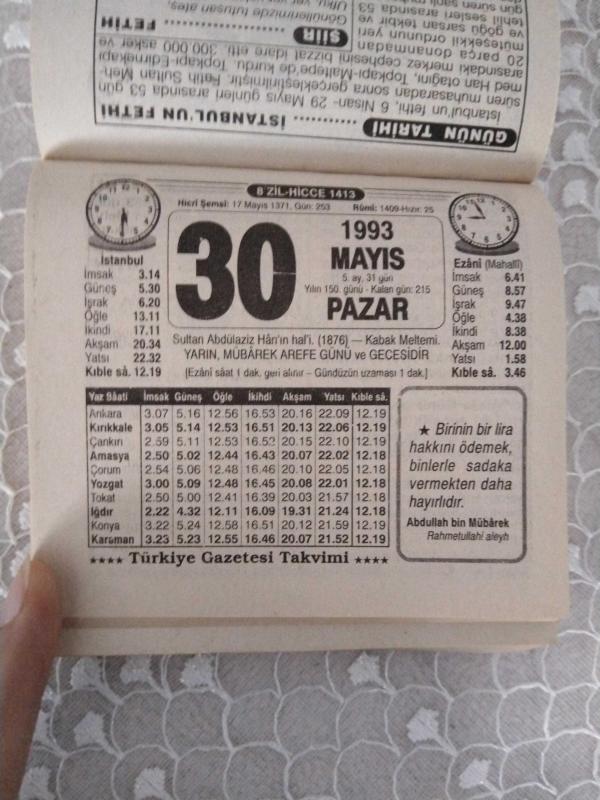 GÜNÜN TARİHİ ............ İSTANBUL'UN FETHİ
İstanbul'un fethi, 6, Nisan- 29 Mayıs günleri arasında 53 gün
süren muhasaradan sonra gerçekleştirilmiştir. Fatih Sultan Meh-
med Han otağını, Topkapı-Maltepe'de kurdu. Topkapı-Edirnekapı
arasındaki merkez cephesini bizzat idare etti. 300 000 asker ve
20 parça donanmadan
müteşekkil yeni ordunun
ve göğü sarsan tekbir ve
tehlil sesleri arasında 53
ŞİİR ........ FETİH
Gönüllerimizde tutuşan ateş,
8 ZİL-HİCCE 1413
Hicri Şemsî: 17 Mayıs 1371, Gün: 253 Rûmî: 1409-Hızır: 25
30
1993
MAYIS
5. ay, 31 gün
Yılın 150. günü - Kalan gün: 215
PAZAR
İstanbul
İmsak 3.14
Güneş 5.30
İşrak 6.20
Öğle 13.11
İkindi 17.11
Akşam 20.34
Yatsı 22.32
Kıble sâ. 12.19
Ezânî (Mahallî)
İmsak 6.41
Güneş 8.57
İşrak 9.47
Öğle 4.38
İkindi 8.38
Akşam 12.00
Yatsı 1.58
Kıble sâ. 3.46
Sultan Abdülaziz Hân'ın hal'i. (1876) — Kabak Meltemi.
YARIN, MÜBÂREK AREFE GÜNÜ ve GECESİDİR
[Ezânî sâat 1 dak. geri alınır – Gündüzün uzaması 1 dak.]
Yaz Sâati İmsak Güneş Öğle İkindi Akşam Yatsı Kıble sâ.
Ankara 3.07 5.16 12.56 16.53 20.16 22.09 12.19
Kırıkkale 3.05 5.14 12.53 16.51 20.13 22.06 12.19
Çankırı 2.59 5.11 12.53 16.52 20.15 22.10 12.19
Amasya 2.50 5.02 12.44 16.43 20.07 22.02 12.18
Çorum 2.54 5.06 12.48 16.46 20.10 22.05 12.18
Yozgat 3.00 5.09 12.48 16.45 20.08 22.01 12.18
Tokat 2.50 5.00 12.41 16.39 20.03 21.57 12.18
Iğdır 2.22 4.32 12.11 16.09 19.31 21.24 12.18
Konya 3.22 5.24 12.58 16.51 20.12 21.59 12.19
Karaman 3.23 5.23 12.55 16.46 20.07 21.52 12.19
★ Birinin bir lira
hakkını ödemek,
binlerle sadaka
vermekten daha
hayırlıdır.
Abdullah bin Mübârek
Rahmetullahi aleyh
★★★★ Türkiye Gazetesi Takvimi ★★★★